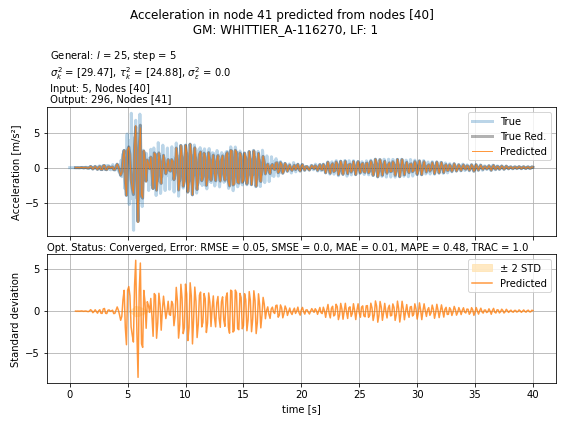 Acceleration in node 41 predicted from nodes [40]
GM: WHITTIER_A-116270, LF: 1
General: l = 25, step = 5
σ²ₖ = [29.47], τ²ₖ = [24.88], σ²ε = 0.0
Input: 5, Nodes [40]
Output: 296, Nodes [41]
Acceleration [m/s²]
5
0
−5
True
True Red.
Predicted
Opt. Status: Converged, Error: RMSE = 0.05, SMSE = 0.0, MAE = 0.01, MAPE = 0.48, TRAC = 1.0
Standard deviation
5
0
−5
± 2 STD
Predicted
0 5 10 15 20 25 30 35 40
time [s]